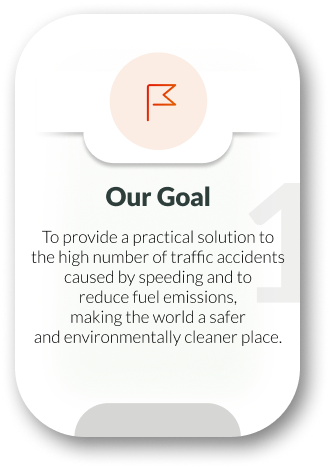 Our Goal
1
To provide a practical solution to
the high number of traffic accidents
caused by speeding and to
reduce fuel emissions,
making the world a safer
and environmentally cleaner place.